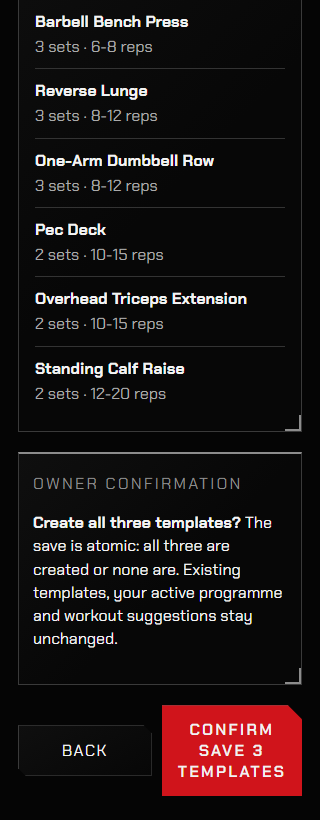 Barbell Bench Press
3 sets · 6-8 reps
Reverse Lunge
3 sets · 8-12 reps
One-Arm Dumbbell Row
3 sets · 8-12 reps
Pec Deck
2 sets · 10-15 reps
Overhead Triceps Extension
2 sets · 10-15 reps
Standing Calf Raise
2 sets · 12-20 reps
OWNER CONFIRMATION
Create all three templates? The
save is atomic: all three are
created or none are. Existing
templates, your active programme
and workout suggestions stay
unchanged.
BACK
CONFIRM
SAVE 3
TEMPLATES